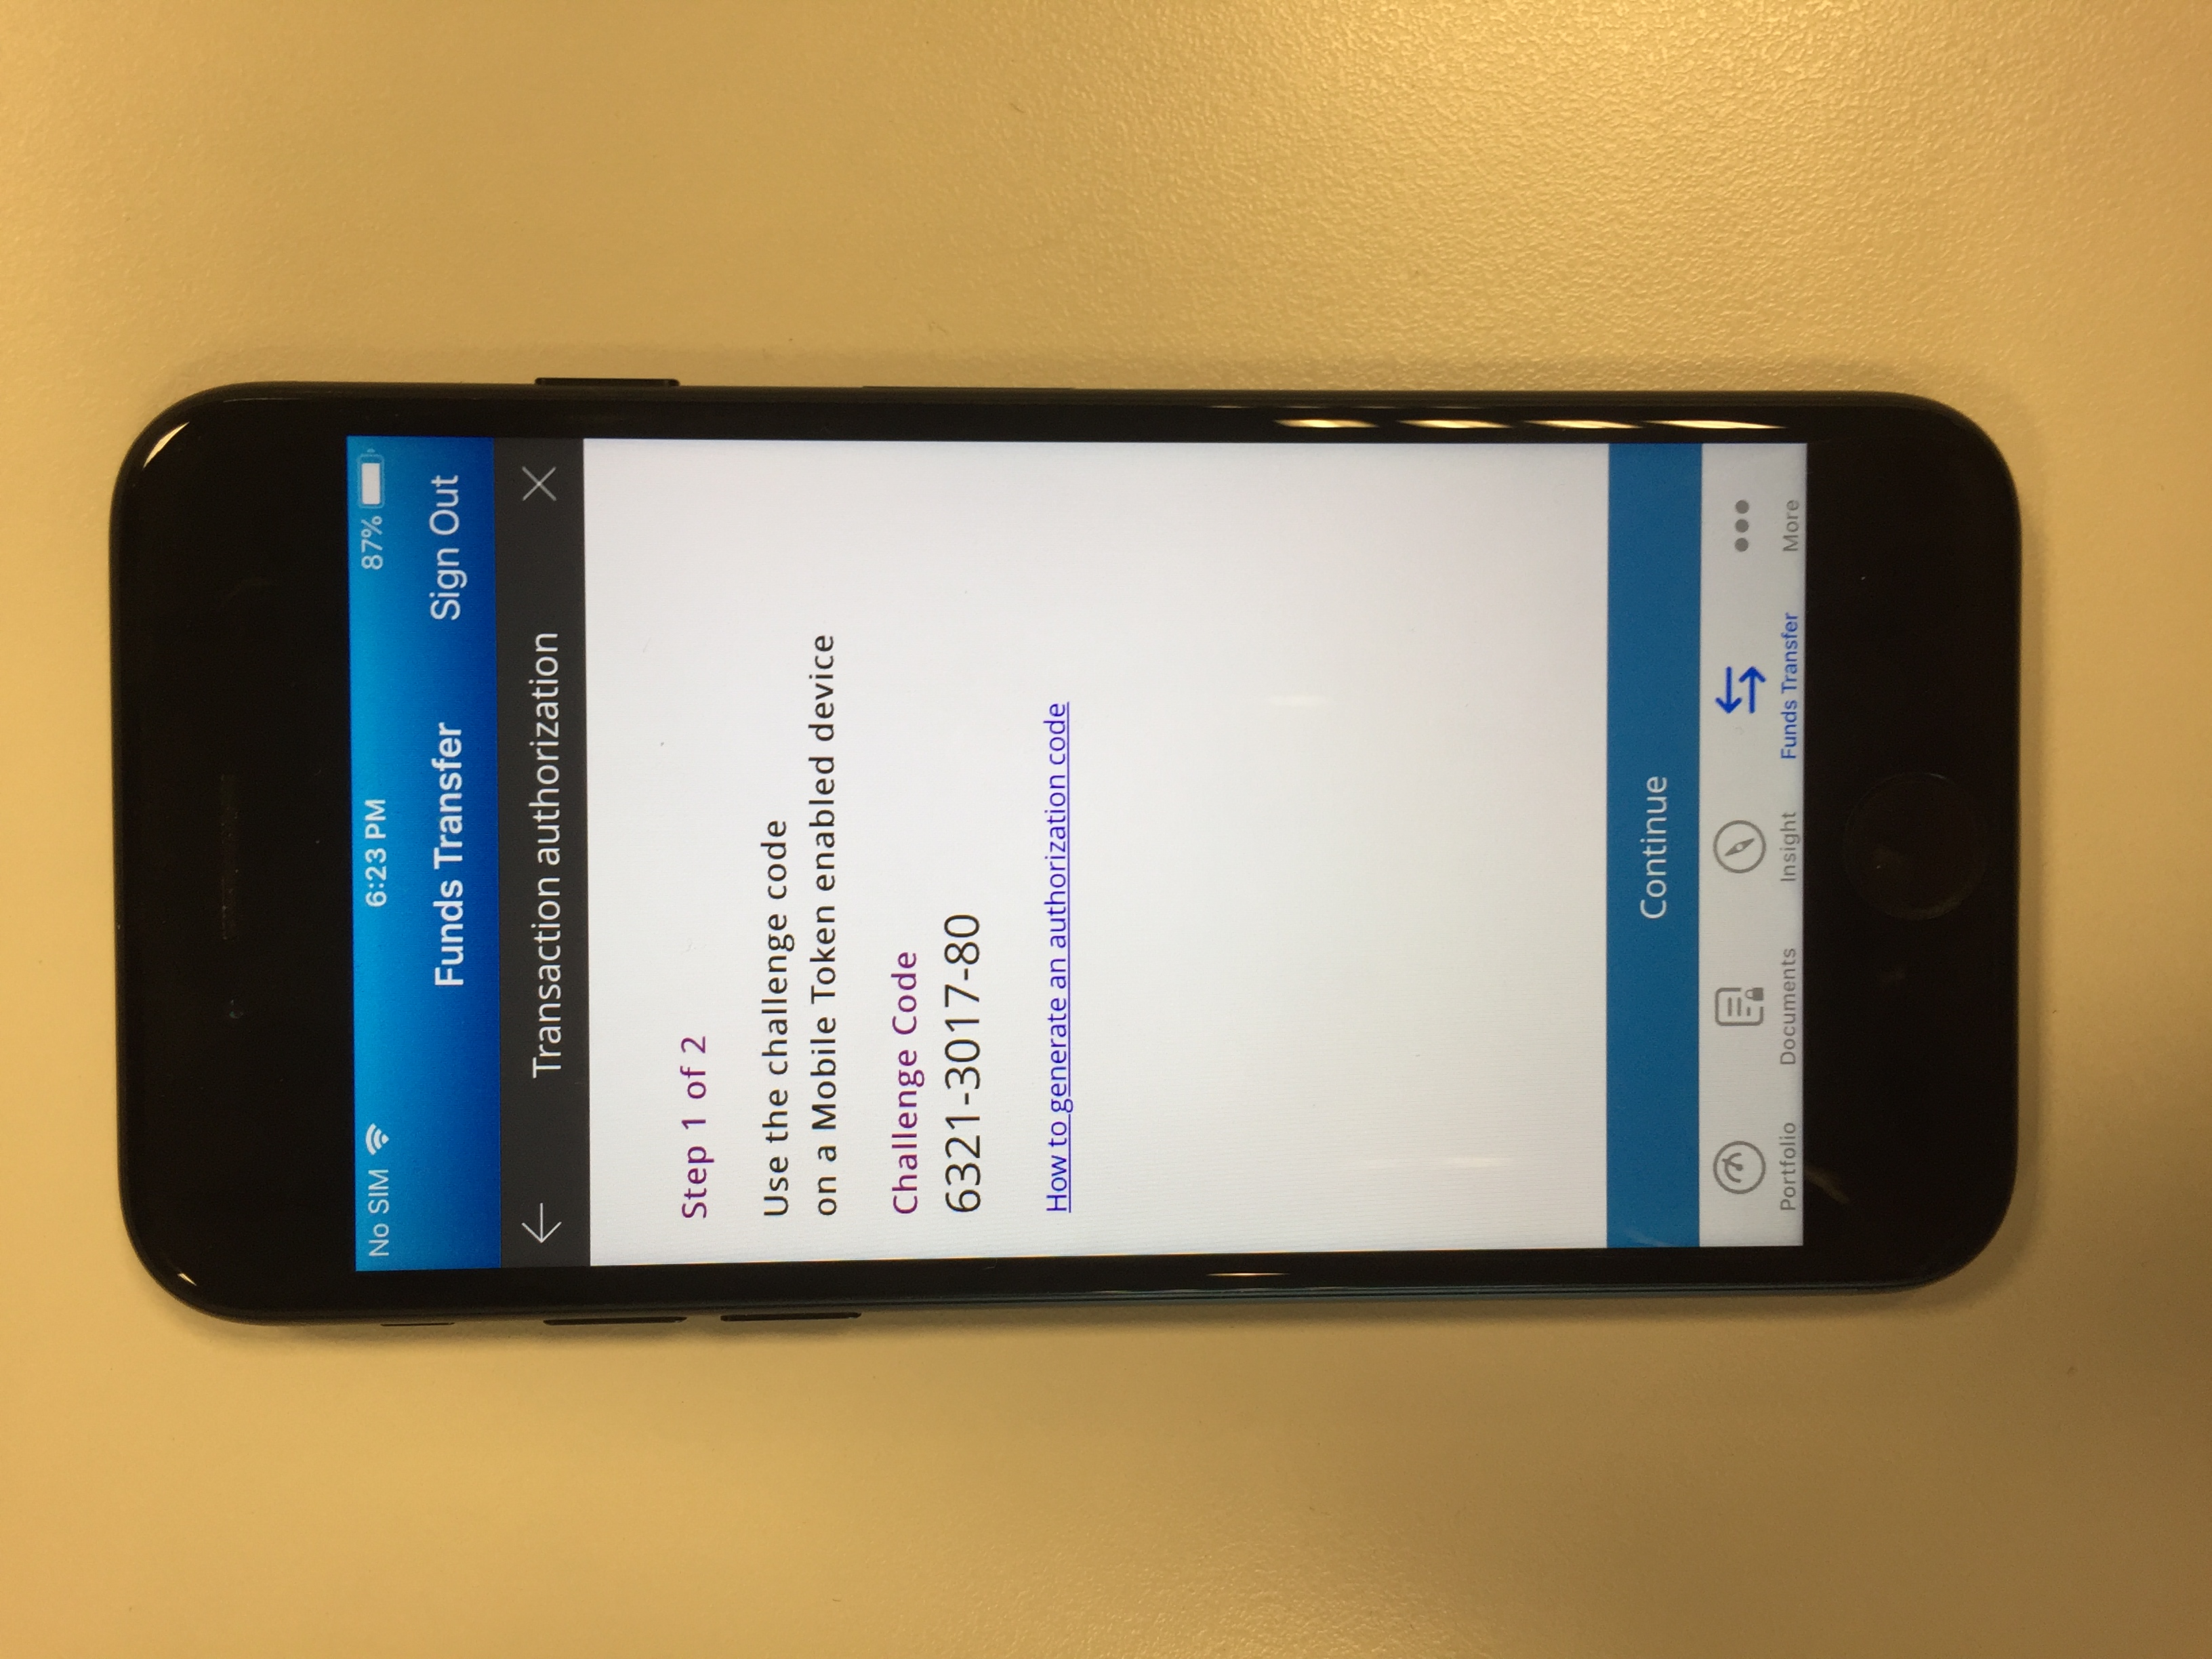 No SIM 6:23 PM 87%
Funds Transfer Sign Out
Transaction authorization
Step 1 of 2
Use the challenge code
on a Mobile Token enabled device
Challenge Code
6321-3017-80
How to generate an authorization code
Continue
Portfolio Documents Insight Funds Transfer More